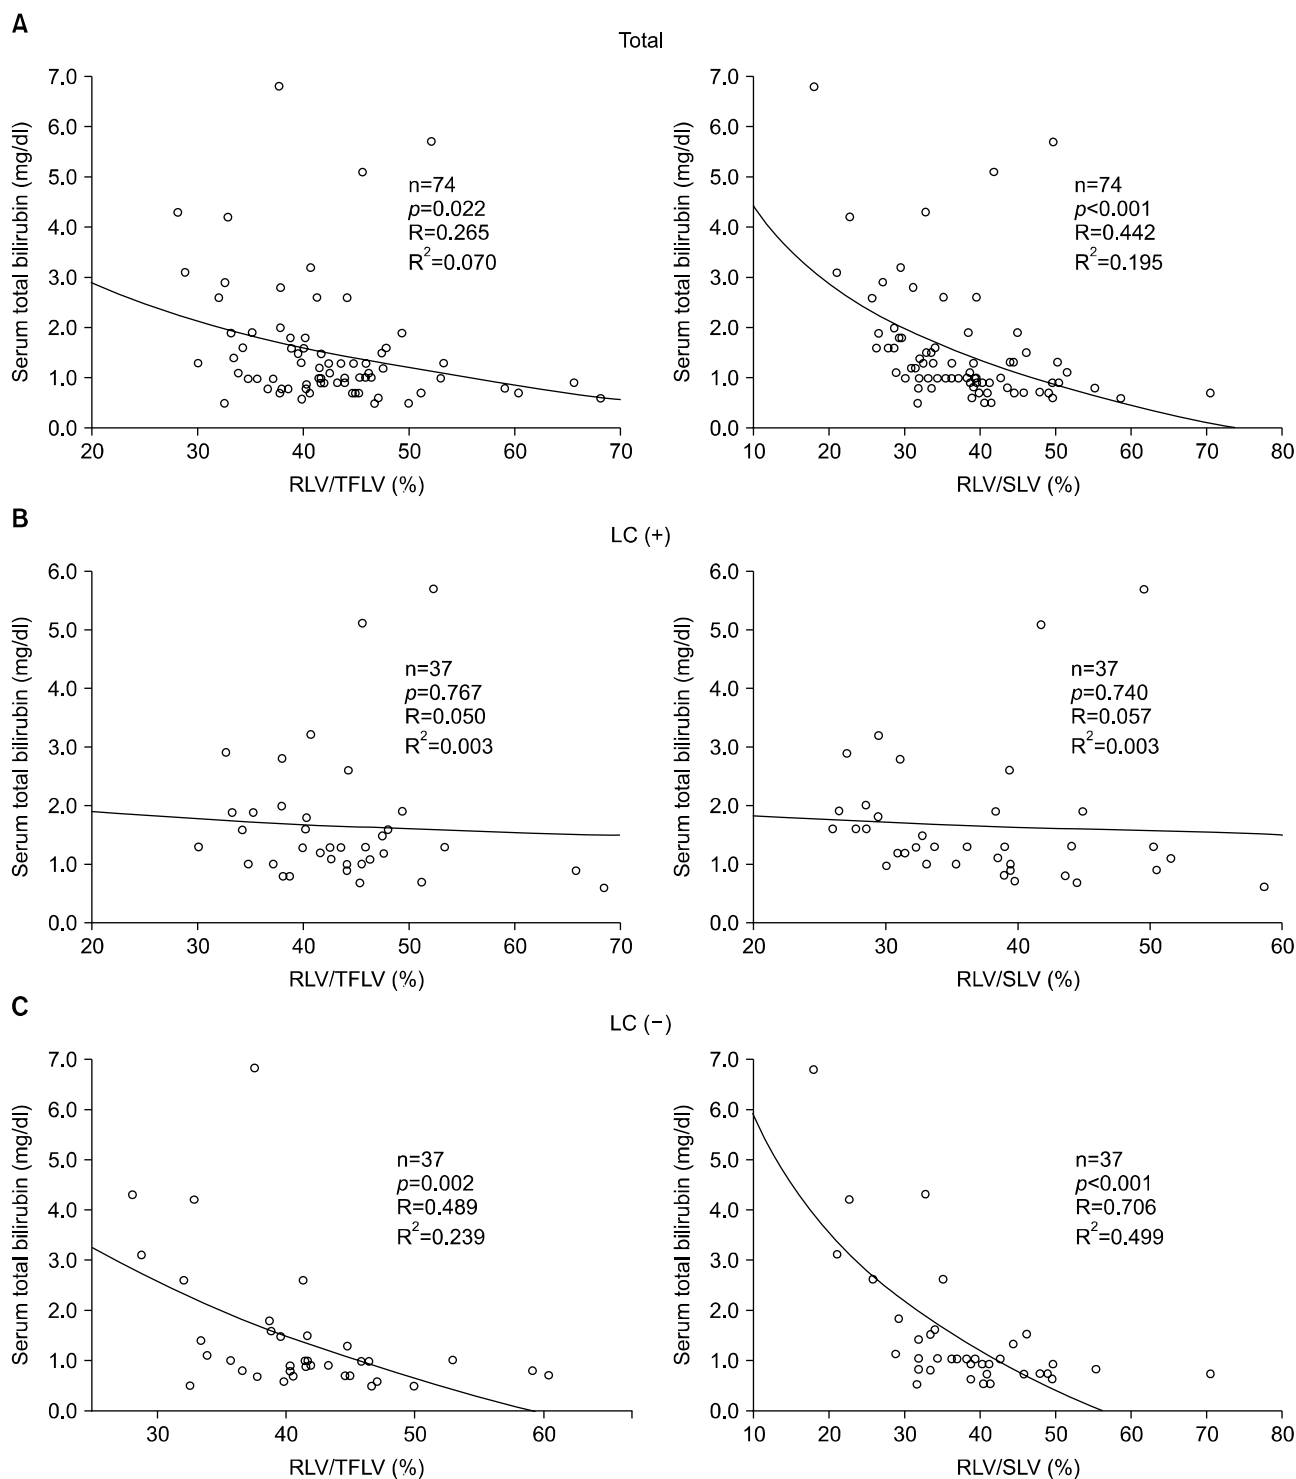 A
Total
Serum total bilirubin (mg/dl)
7.0
6.0
5.0
4.0
3.0
2.0
1.0
0.0
n=74
p=0.022
R=0.265
R²=0.070
20 30 40 50 60 70
RLV/TFLV (%)
Serum total bilirubin (mg/dl)
7.0
6.0
5.0
4.0
3.0
2.0
1.0
0.0
n=74
p<0.001
R=0.442
R²=0.195
10 20 30 40 50 60 70 80
RLV/SLV (%)
B
LC (+)
Serum total bilirubin (mg/dl)
6.0
5.0
4.0
3.0
2.0
1.0
0.0
n=37
p=0.767
R=0.050
R²=0.003
20 30 40 50 60 70
RLV/TFLV (%)
Serum total bilirubin (mg/dl)
6.0
5.0
4.0
3.0
2.0
1.0
0.0
n=37
p=0.740
R=0.057
R²=0.003
20 30 40 50 60
RLV/SLV (%)
C
LC (−)
Serum total bilirubin (mg/dl)
7.0
6.0
5.0
4.0
3.0
2.0
1.0
0.0
n=37
p=0.002
R=0.489
R²=0.239
30 40 50 60
RLV/TFLV (%)
Serum total bilirubin (mg/dl)
7.0
6.0
5.0
4.0
3.0
2.0
1.0
0.0
n=37
p<0.001
R=0.706
R²=0.499
10 20 30 40 50 60 70 80
RLV/SLV (%)